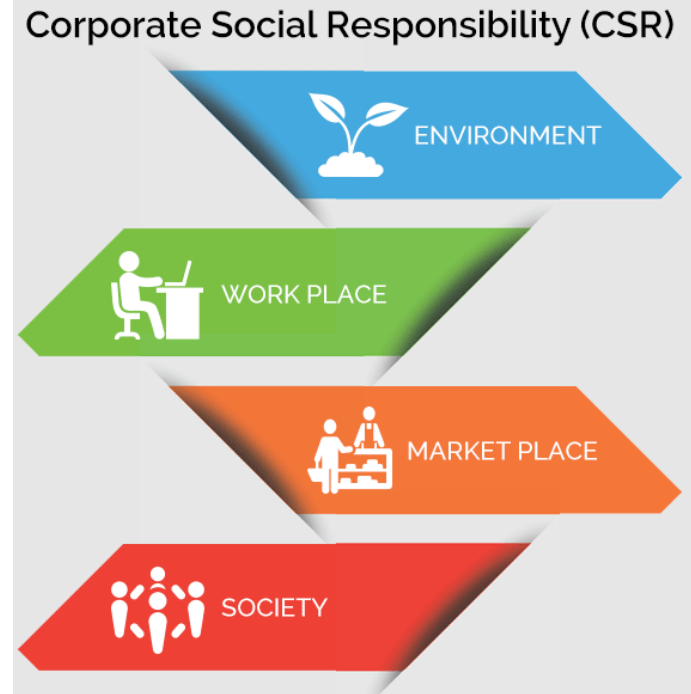 Corporate Social Responsibility (CSR)
ENVIRONMENT
WORK PLACE
MARKET PLACE
SOCIETY